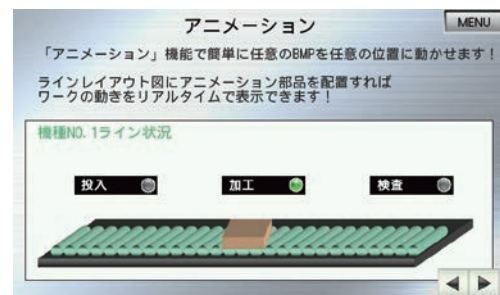 アニメーション
MENU
「アニメーション」機能で簡単に任意のBMPを任意の位置に動かせます！
ラインレイアウト図にアニメーション部品を配置すれば
ワークの動きをリアルタイムで表示できます！
機種NO. 1ライン状況
投入
加工
検査